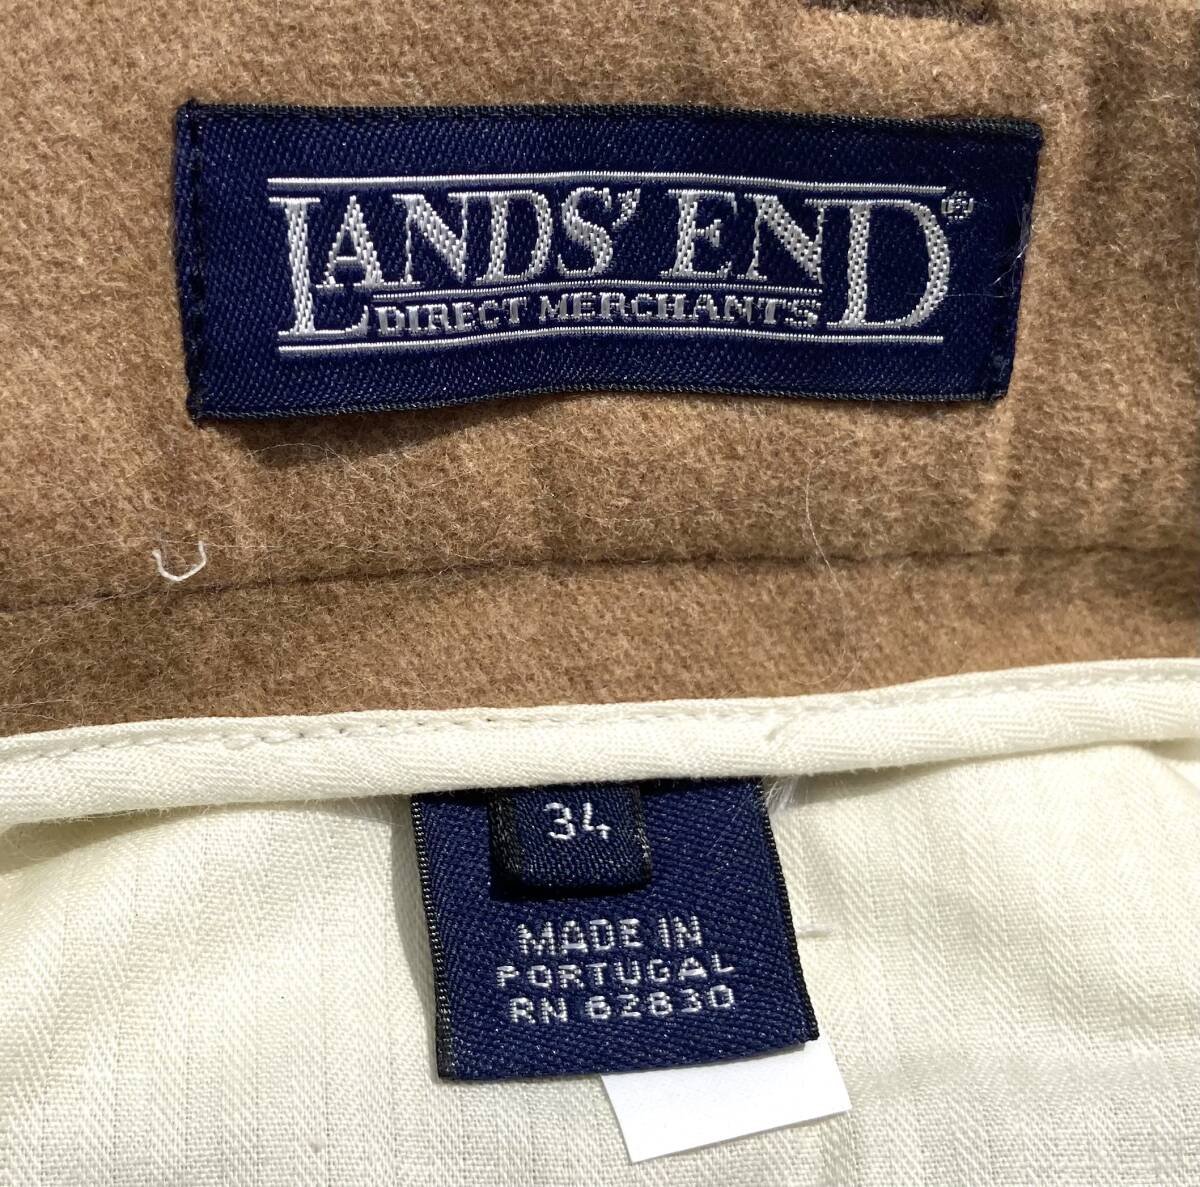 LANDS' END®
DIRECT MERCHANTS
34
MADE IN
PORTUGAL
RN 62830